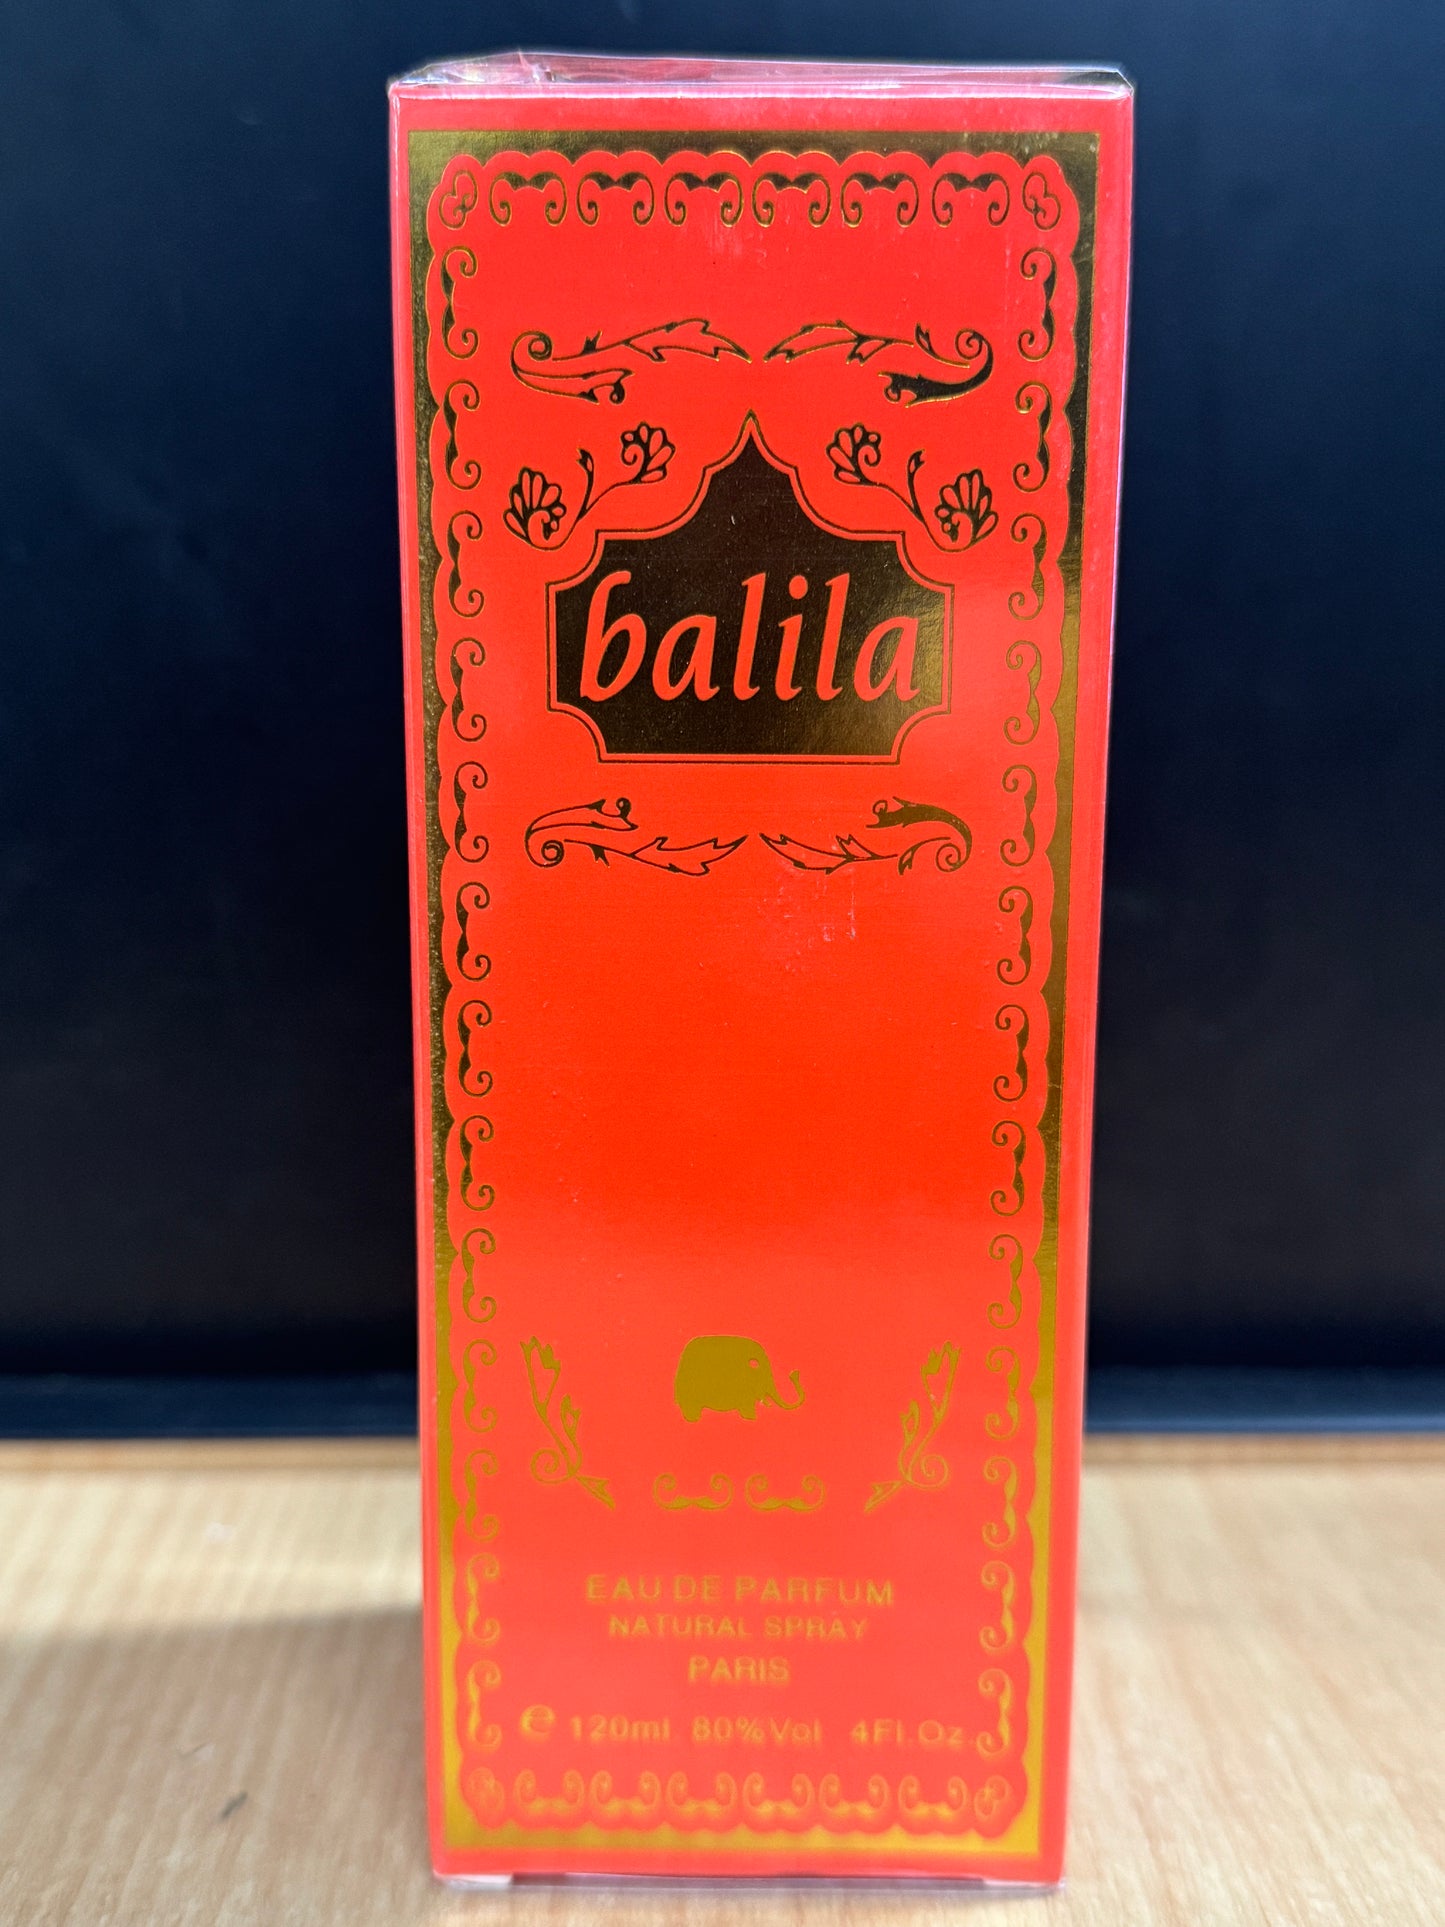 balila
EAU DE PARFUM
NATURAL SPRAY
PARIS
℮ 120ml 80%Vol 4Fl.Oz.